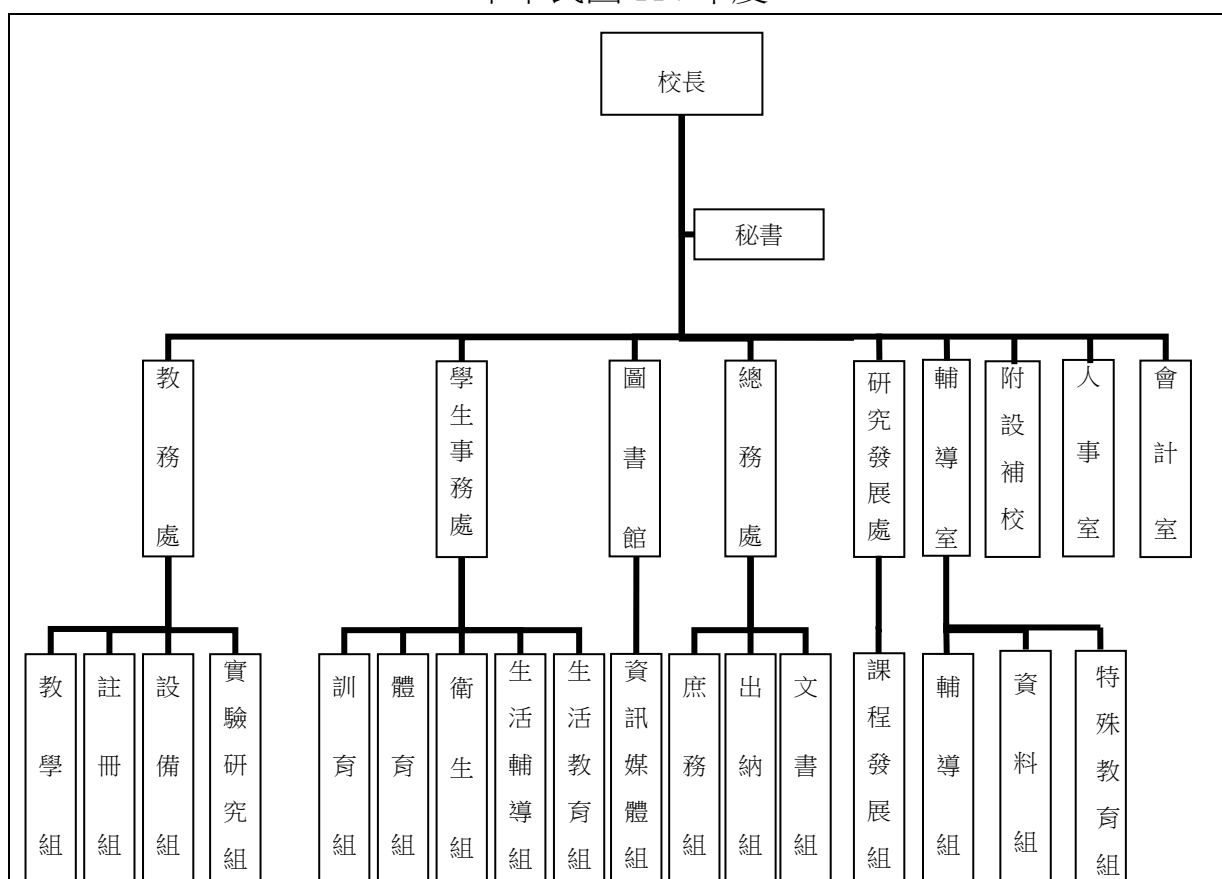 校長
秘書
教務處
學生事務處
圖書館
總務處
研究發展處
輔導室
附設補校
人事室
會計室
教學組
註冊組
設備組
實驗研究組
訓育組
體育組
衛生組
生活輔導組
生活教育組
資訊媒體組
庶務組
出納組
文書組
課程發展組
輔導組
資料組
特殊教育組